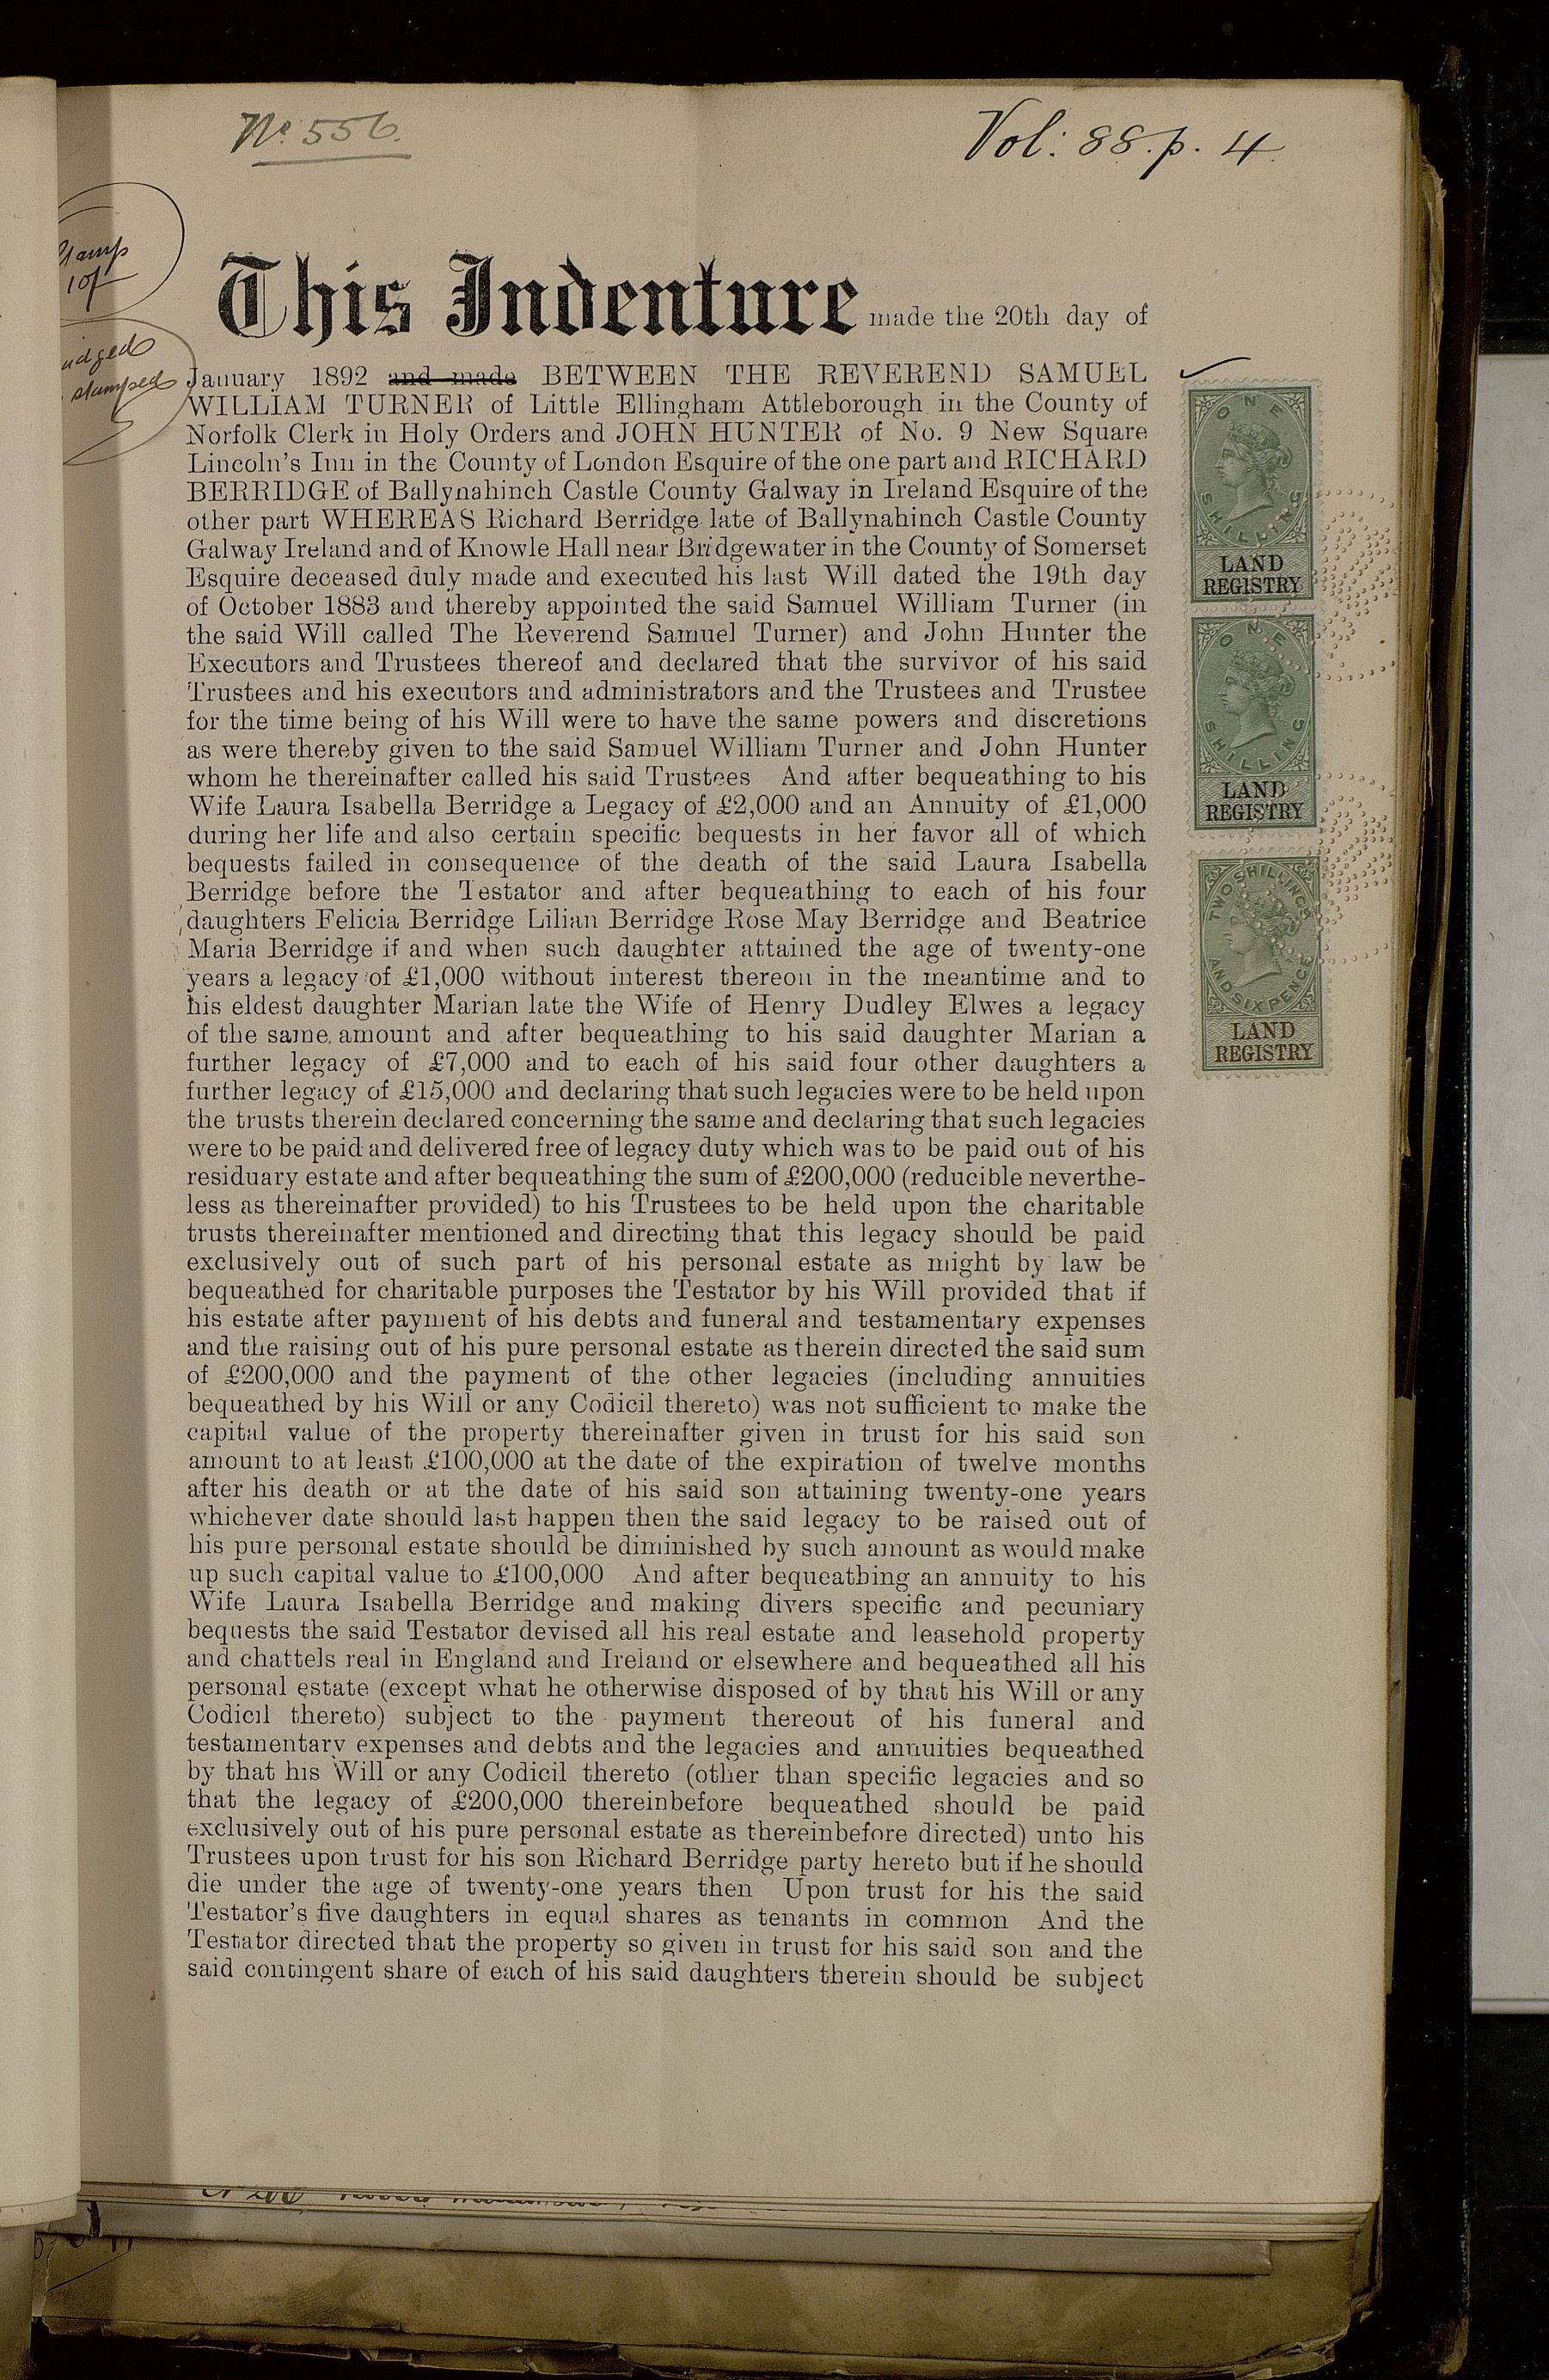 No. 556.
Vol: 88. p. 4
Stamp
10/-
stamped
This Indenture made the 20th day of
January 1892 and made BETWEEN THE REVEREND SAMUEL
WILLIAM TURNER of Little Ellingham Attleborough in the County of
Norfolk Clerk in Holy Orders and JOHN HUNTER of No. 9 New Square
Lincoln's Inn in the County of London Esquire of the one part and RICHARD
BERRIDGE of Ballynahinch Castle County Galway in Ireland Esquire of the
other part WHEREAS Richard Berridge late of Ballynahinch Castle County
Galway Ireland and of Knowle Hall near Bridgewater in the County of Somerset
Esquire deceased duly made and executed his last Will dated the 19th day
of October 1883 and thereby appointed the said Samuel William Turner (in
the said Will called The Reverend Samuel Turner) and John Hunter the
Executors and Trustees thereof and declared that the survivor of his said
Trustees and his executors and administrators and the Trustees and Trustee
for the time being of his Will were to have the same powers and discretions
as were thereby given to the said Samuel William Turner and John Hunter
whom he thereinafter called his said Trustees And after bequeathing to his
Wife Laura Isabella Berridge a Legacy of £2,000 and an Annuity of £1,000
during her life and also certain specific bequests in her favor all of which
bequests failed in consequence of the death of the said Laura Isabella
Berridge before the Testator and after bequeathing to each of his four
daughters Felicia Berridge Lilian Berridge Rose May Berridge and Beatrice
Maria Berridge if and when such daughter attained the age of twenty-one
years a legacy of £1,000 without interest thereon in the meantime and to
his eldest daughter Marian late the Wife of Henry Dudley Elwes a legacy
of the same amount and after bequeathing to his said daughter Marian a
further legacy of £7,000 and to each of his said four other daughters a
further legacy of £15,000 and declaring that such legacies were to be held upon
the trusts therein declared concerning the same and declaring that such legacies
were to be paid and delivered free of legacy duty which was to be paid out of his
residuary estate and after bequeathing the sum of £200,000 (reducible neverthe-
less as thereinafter provided) to his Trustees to be held upon the charitable
trusts thereinafter mentioned and directing that this legacy should be paid
exclusively out of such part of his personal estate as might by law be
bequeathed for charitable purposes the Testator by his Will provided that if
his estate after payment of his debts and funeral and testamentary expenses
and the raising out of his pure personal estate as therein directed the said sum
of £200,000 and the payment of the other legacies (including annuities
bequeathed by his Will or any Codicil thereto) was not sufficient to make the
capital value of the property thereinafter given in trust for his said son
amount to at least £100,000 at the date of the expiration of twelve months
after his death or at the date of his said son attaining twenty-one years
whichever date should last happen then the said legacy to be raised out of
his pure personal estate should be diminished by such amount as would make
up such capital value to £100,000 And after bequeathing an annuity to his
Wife Laura Isabella Berridge and making divers specific and pecuniary
bequests the said Testator devised all his real estate and leasehold property
and chattels real in England and Ireland or elsewhere and bequeathed all his
personal estate (except what he otherwise disposed of by that his Will or any
Codicil thereto) subject to the payment thereout of his funeral and
testamentary expenses and debts and the legacies and annuities bequeathed
by that his Will or any Codicil thereto (other than specific legacies and so
that the legacy of £200,000 thereinbefore bequeathed should be paid
exclusively out of his pure personal estate as thereinbefore directed) unto his
Trustees upon trust for his son Richard Berridge party hereto but if he should
die under the age of twenty-one years then Upon trust for his the said
Testator's five daughters in equal shares as tenants in common And the
Testator directed that the property so given in trust for his said son and the
said contingent share of each of his said daughters therein should be subject
ONE
SHILLING
LAND
REGISTRY
ONE
SHILLING
LAND
REGISTRY
TWO SHILLINGS
AND SIXPENCE
LAND
REGISTRY